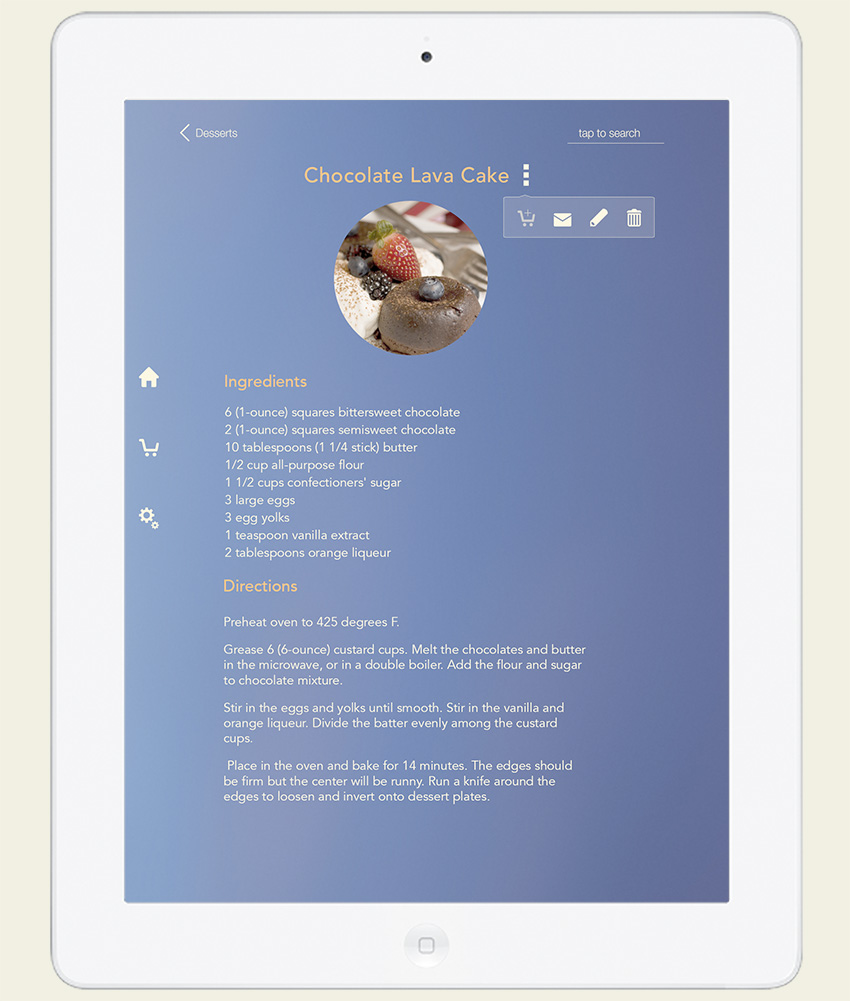 Desserts
tap to search
Chocolate Lava Cake
Ingredients
6 (1-ounce) squares bittersweet chocolate
2 (1-ounce) squares semisweet chocolate
10 tablespoons (1 1/4 stick) butter
1/2 cup all-purpose flour
1 1/2 cups confectioners' sugar
3 large eggs
3 egg yolks
1 teaspoon vanilla extract
2 tablespoons orange liqueur
Directions
Preheat oven to 425 degrees F.
Grease 6 (6-ounce) custard cups. Melt the chocolates and butter
in the microwave, or in a double boiler. Add the flour and sugar
to chocolate mixture.
Stir in the eggs and yolks until smooth. Stir in the vanilla and
orange liqueur. Divide the batter evenly among the custard
cups.
Place in the oven and bake for 14 minutes. The edges should
be firm but the center will be runny. Run a knife around the
edges to loosen and invert onto dessert plates.